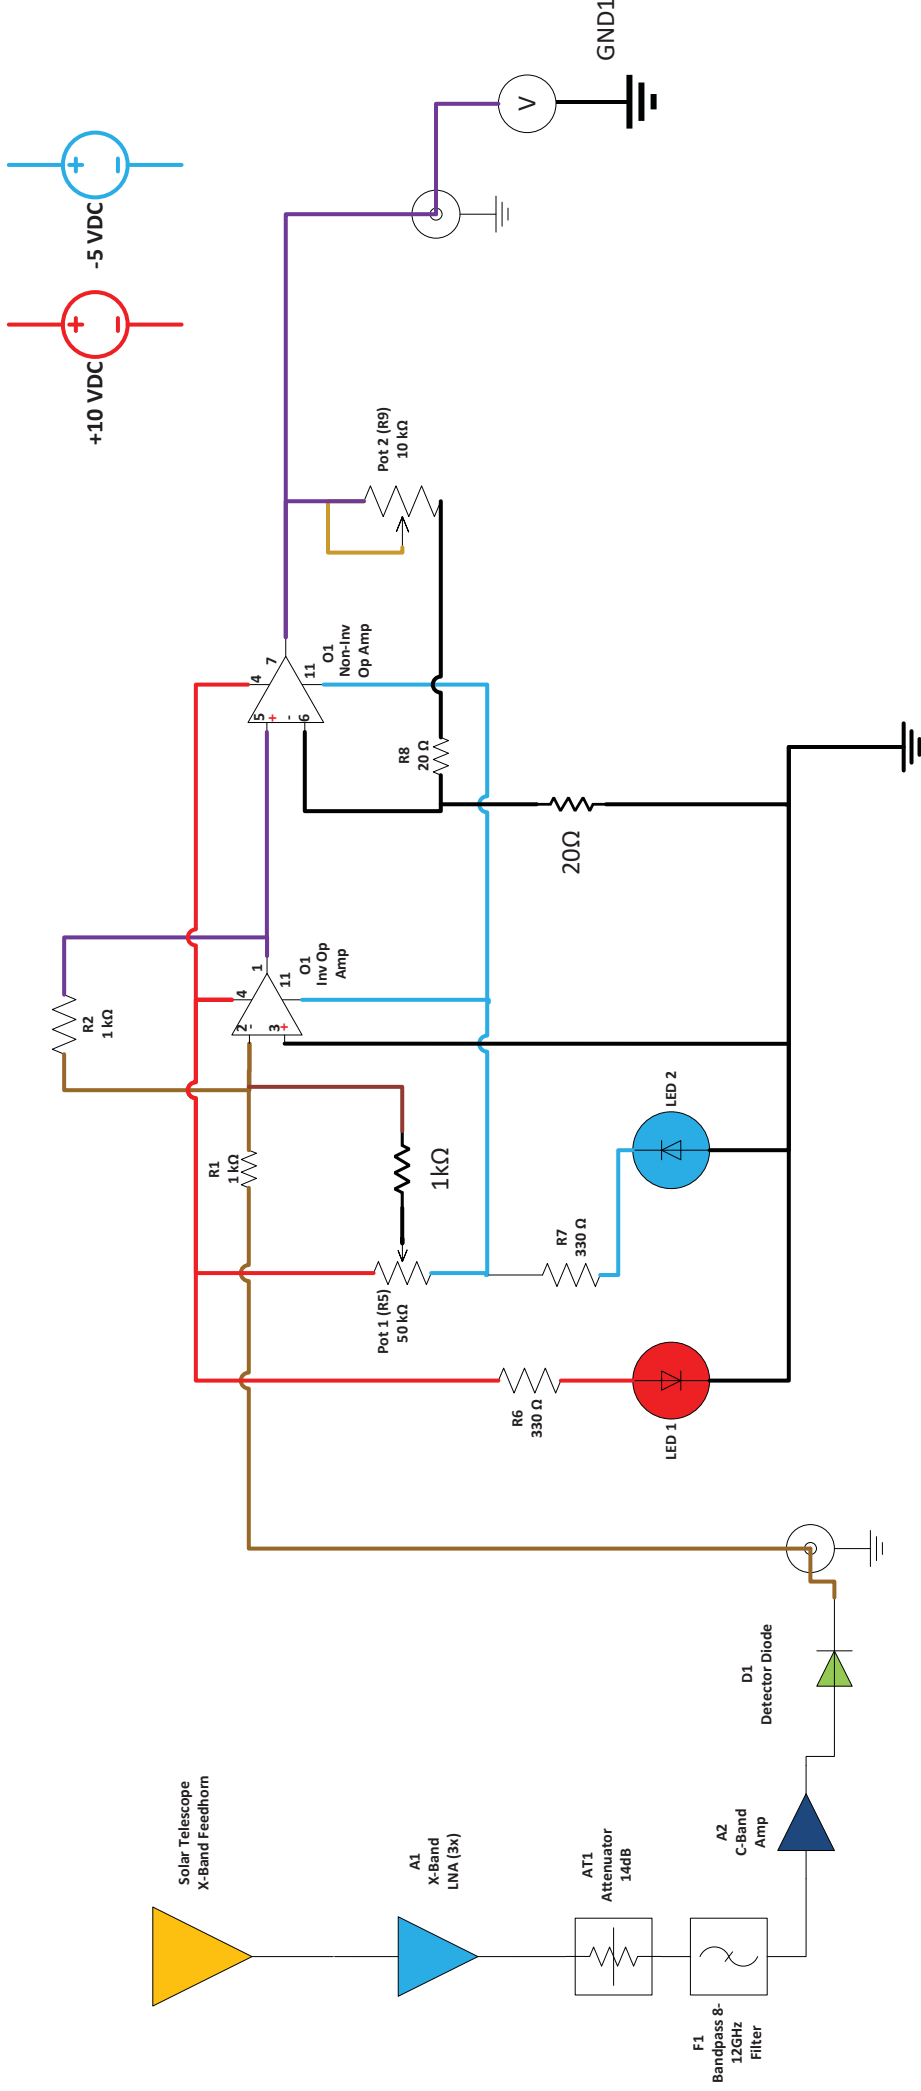 GND1
V
-5 VDC
+
-
+10 VDC
+
-
Pot 2 (R9)
10 kΩ
O1
Non-Inv
Op Amp
7
4
11
5
+
-
6
R8
20 Ω
20Ω
R2
1 kΩ
O1
Inv Op
Amp
1
4
11
2
-
3
+
R1
1 kΩ
1kΩ
Pot 1 (R5)
50 kΩ
R7
330 Ω
LED 2
R6
330 Ω
LED 1
D1
Detector Diode
A2
C-Band
Amp
Solar Telescope
X-Band Feedhorn
A1
X-Band
LNA (3x)
AT1
Attenuator
14dB
F1
Bandpass 8-
12GHz
Filter